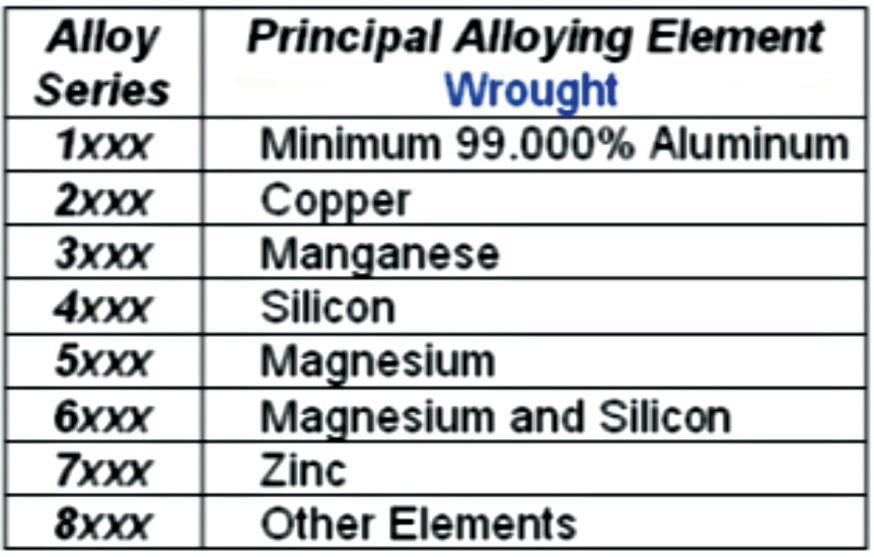 Alloy Series Principal Alloying Element Wrought
1xxx Minimum 99.000% Aluminum
2xxx Copper
3xxx Manganese
4xxx Silicon
5xxx Magnesium
6xxx Magnesium and Silicon
7xxx Zinc
8xxx Other Elements